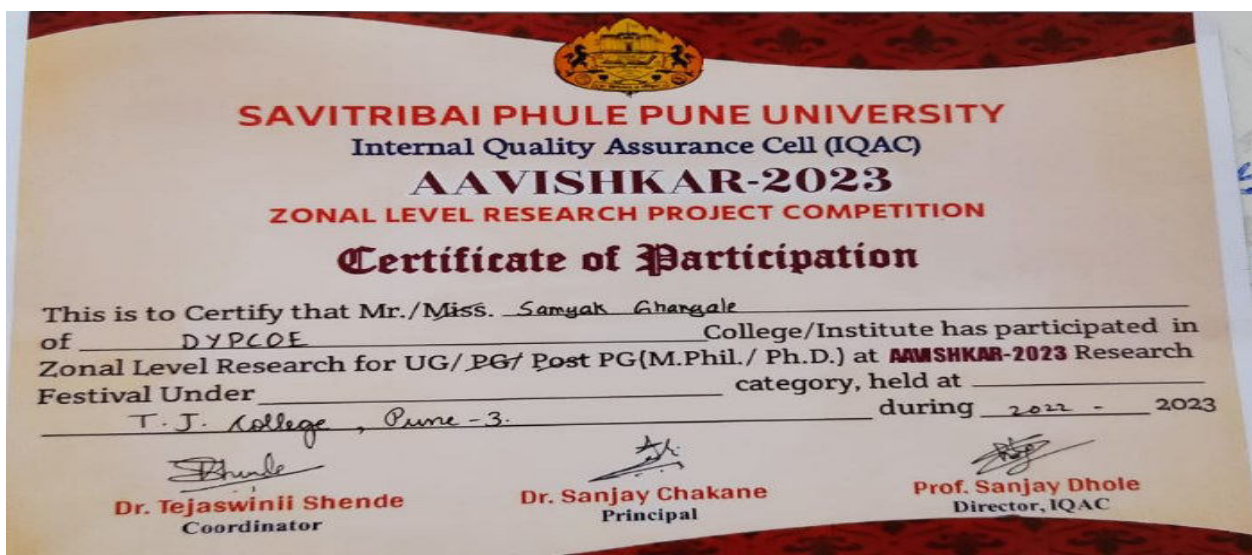 SAVITRIBAI PHULE PUNE UNIVERSITY
Internal Quality Assurance Cell (IQAC)
AAVISHKAR-2023
ZONAL LEVEL RESEARCH PROJECT COMPETITION
Certificate of Participation
This is to Certify that Mr./Miss. Samyak Ghangale
of DYPCOE College/Institute has participated in
Zonal Level Research for UG/ PG/ Post PG(M.Phil./ Ph.D.) at AAVISHKAR-2023 Research
Festival Under category, held at
T. J. College, Pune-3. during 2022 - 2023
Dr. Tejaswinii Shende Dr. Sanjay Chakane Prof. Sanjay Dhole
Coordinator Principal Director, IQAC